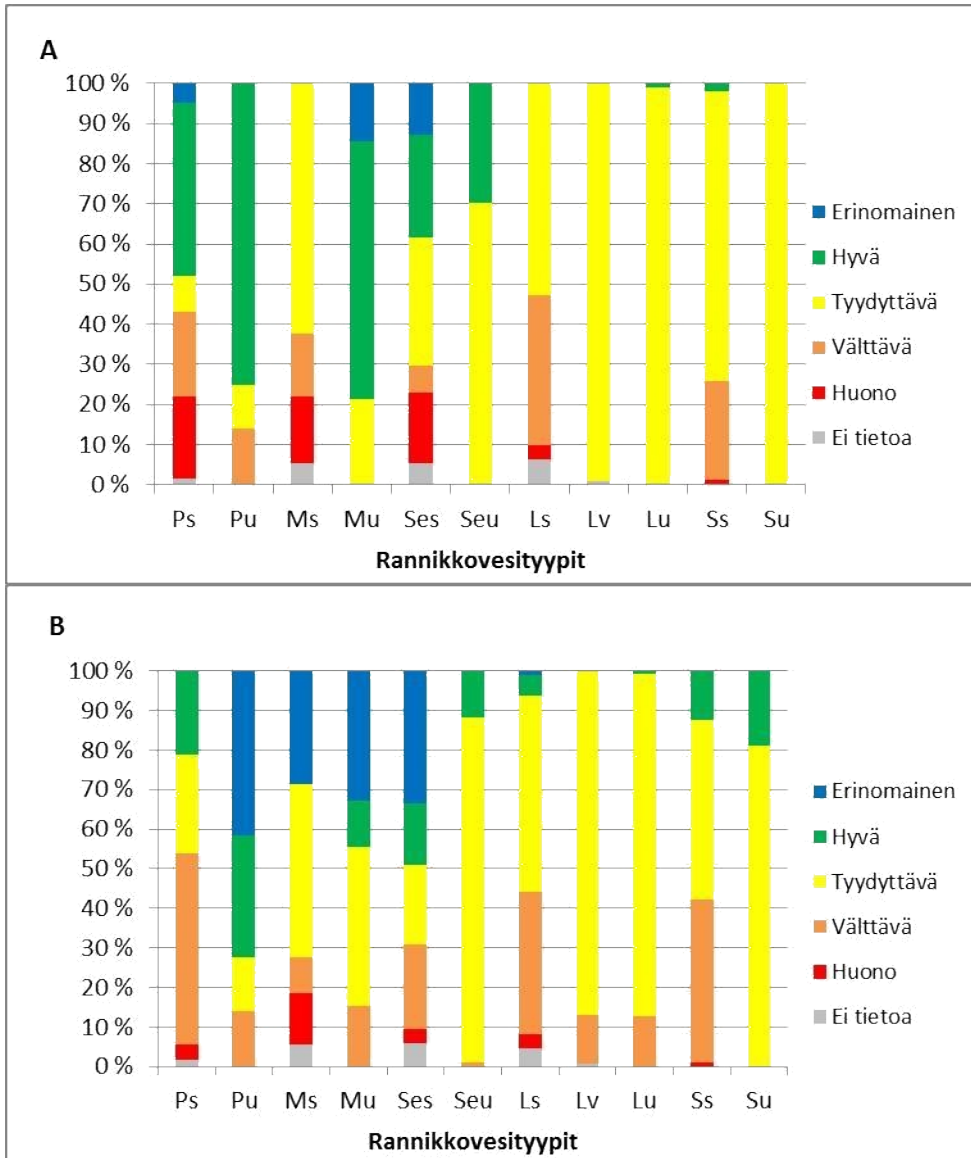 A
100 %
90 %
80 %
70 %
60 %
50 %
40 %
30 %
20 %
10 %
0 %
Ps Pu Ms Mu Ses Seu Ls Lv Lu Ss Su
Rannikkovesityypit
Erinomainen
Hyvä
Tyydyttävä
Välttävä
Huono
Ei tietoa
B
100 %
90 %
80 %
70 %
60 %
50 %
40 %
30 %
20 %
10 %
0 %
Ps Pu Ms Mu Ses Seu Ls Lv Lu Ss Su
Rannikkovesityypit
Erinomainen
Hyvä
Tyydyttävä
Välttävä
Huono
Ei tietoa